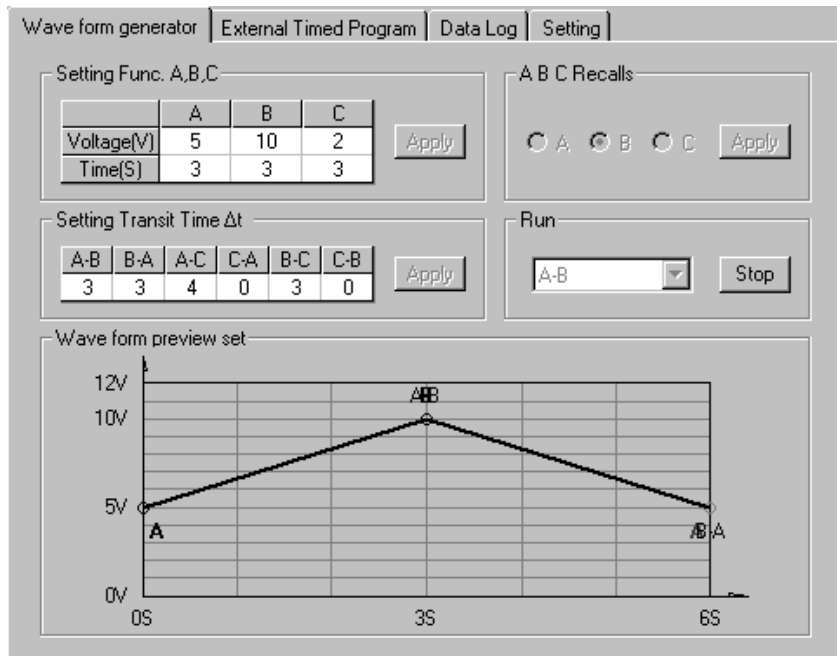 Wave form generator External Timed Program Data Log Setting
Setting Func. A,B,C
A B C
Voltage(V) 5 10 2
Time(S) 3 3 3
Apply
A B C Recalls
A B C Apply
Setting Transit Time Δt
A-B B-A A-C C-A B-C C-B
3 3 4 0 3 0
Apply
Run
A-B Stop
Wave form preview set
12V
10V
5V
A
0V
0S 3S 6S